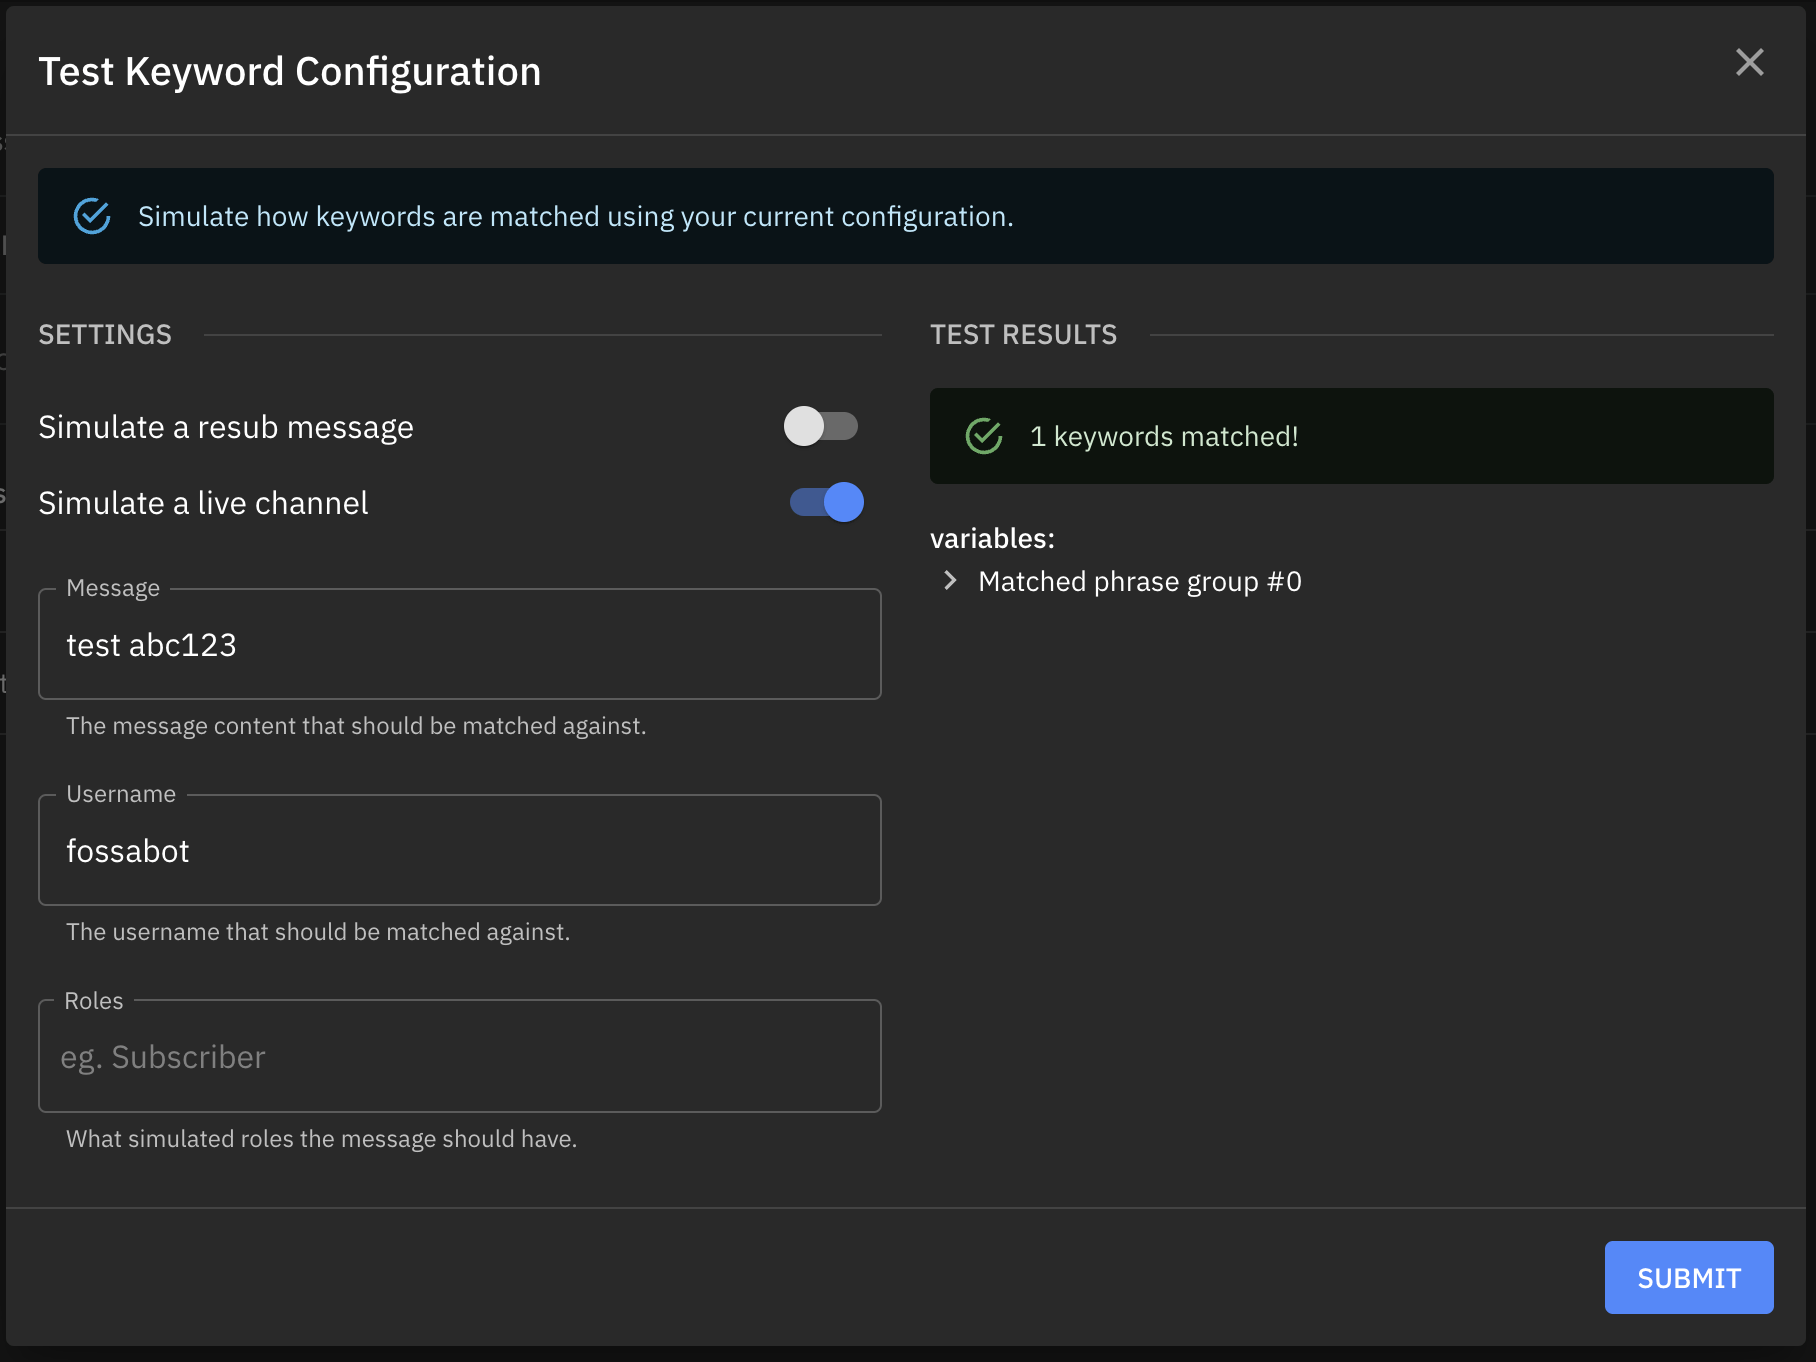 Test Keyword Configuration
Simulate how keywords are matched using your current configuration.
SETTINGS
Simulate a resub message
Simulate a live channel
Message
test abc123
The message content that should be matched against.
Username
fossabot
The username that should be matched against.
Roles
eg. Subscriber
What simulated roles the message should have.
TEST RESULTS
1 keywords matched!
variables:
Matched phrase group #0
SUBMIT